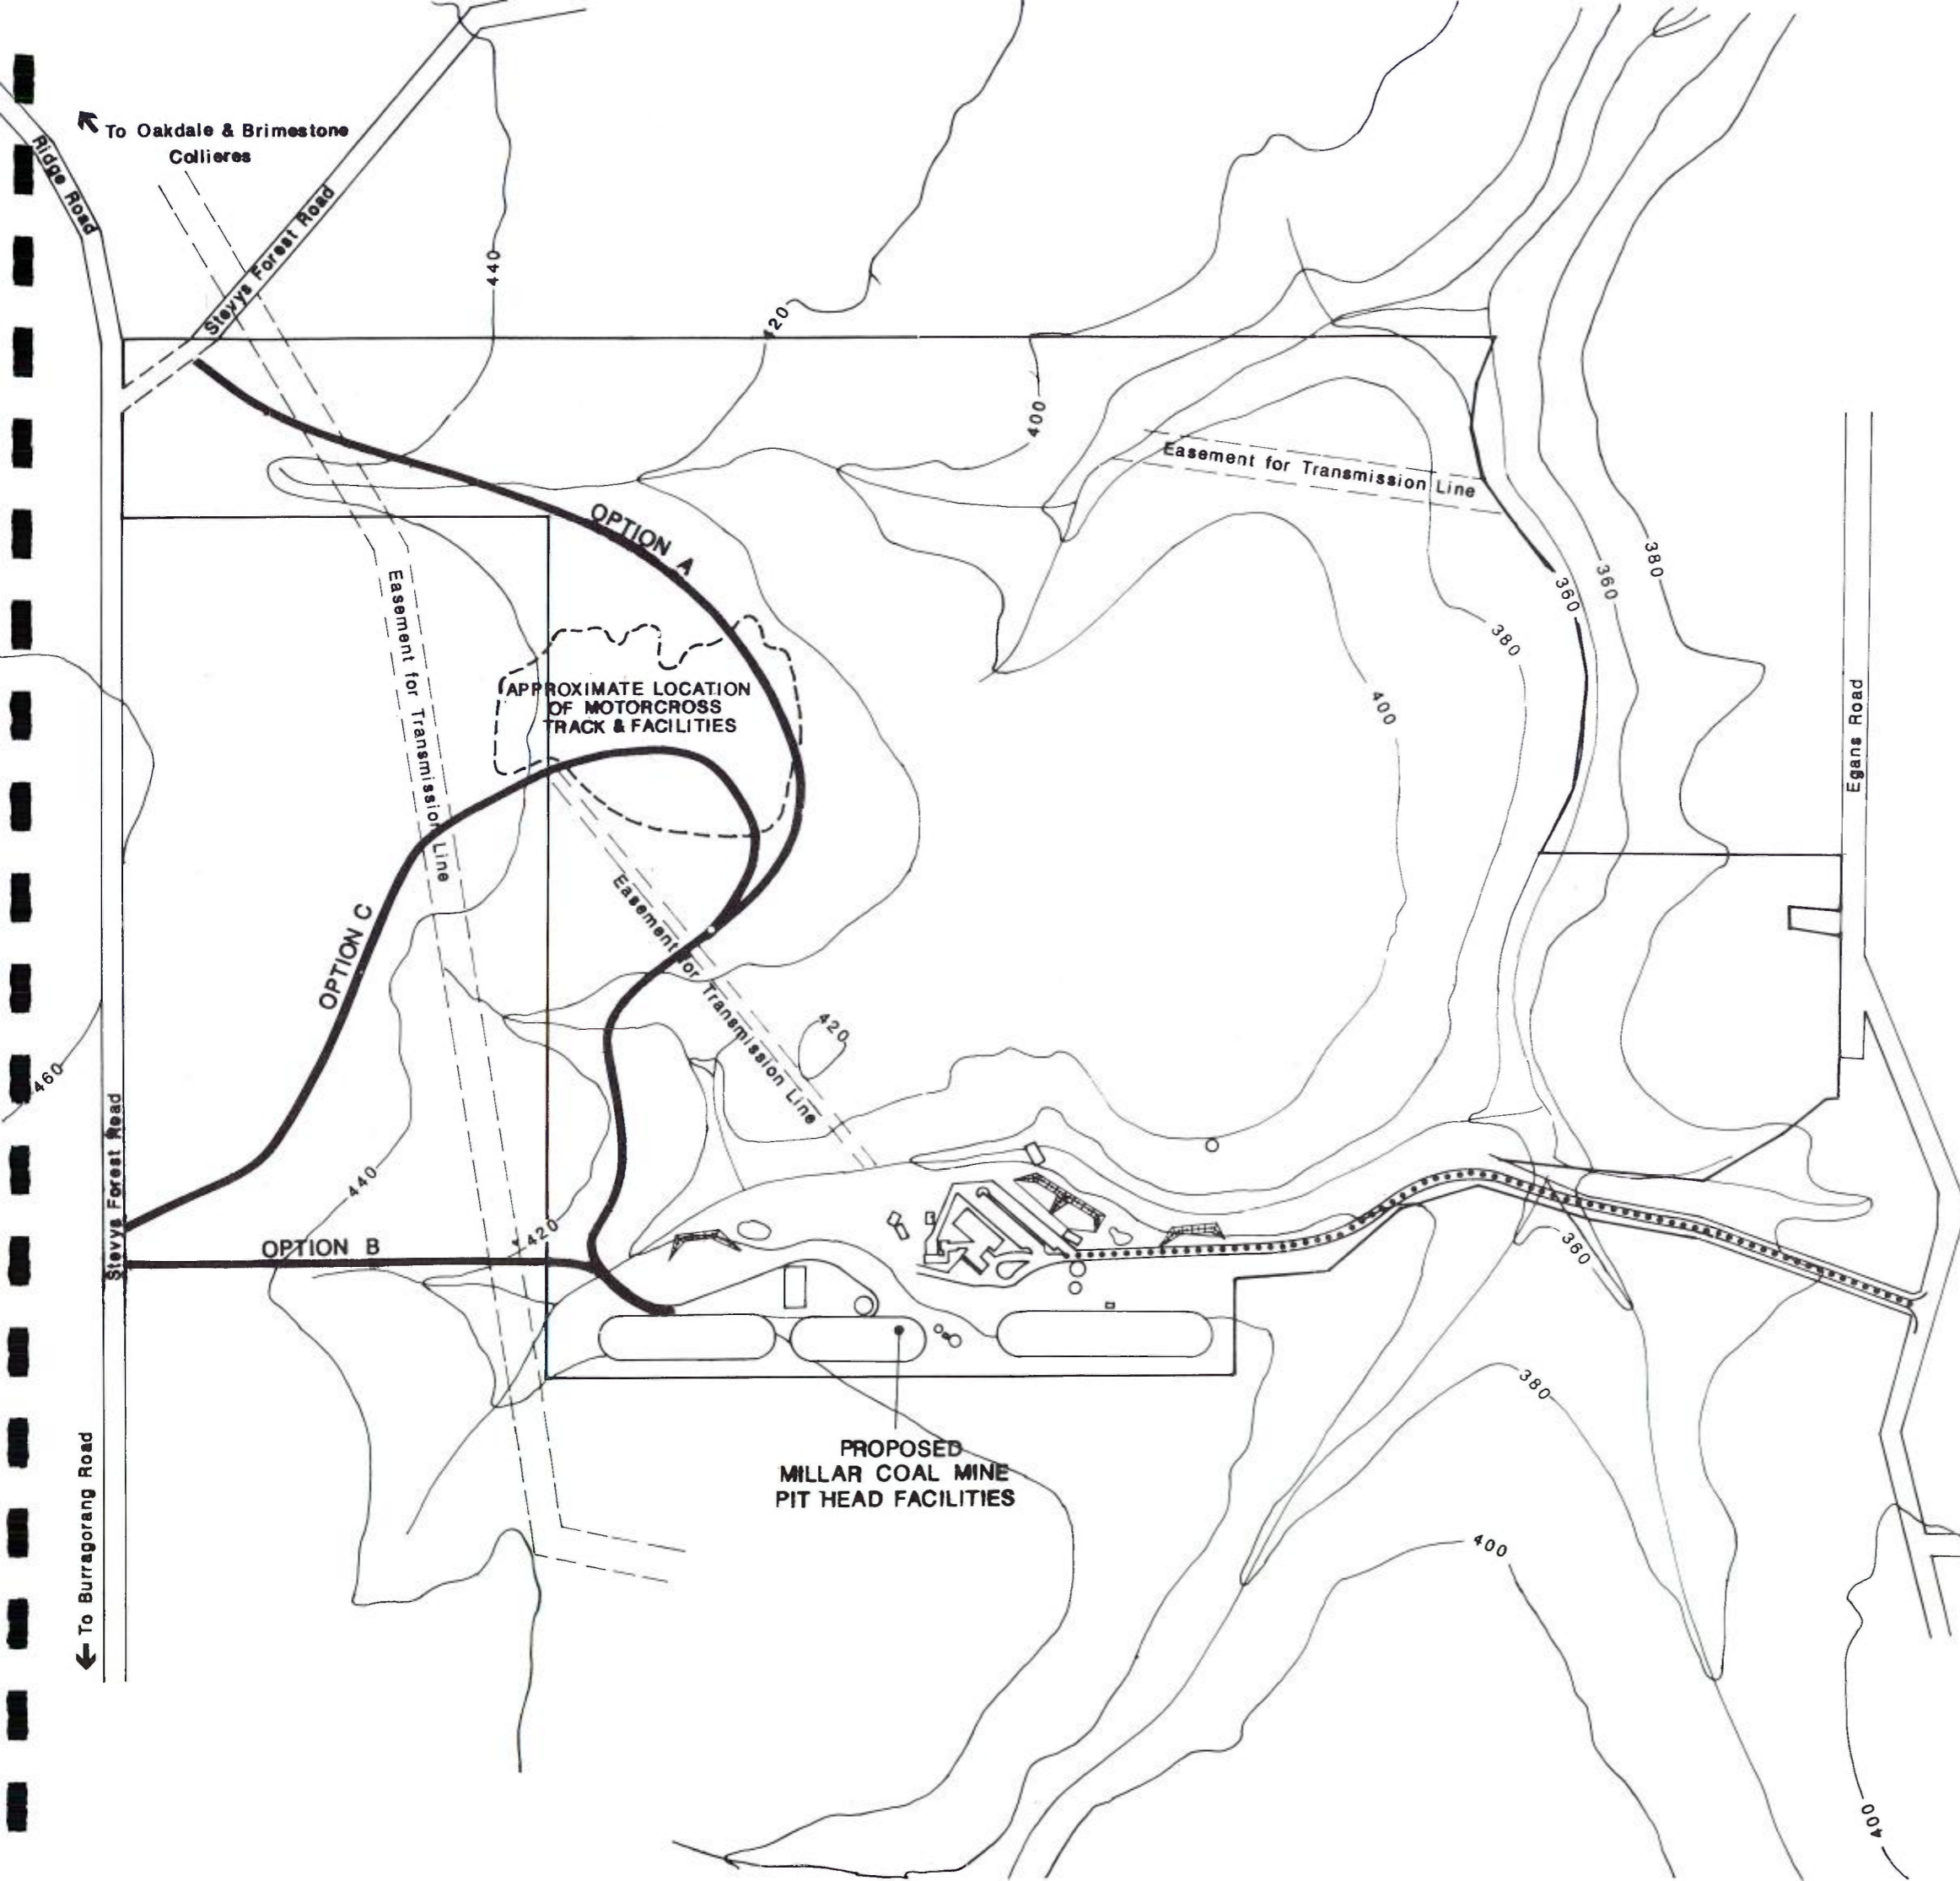 To Oakdale & Brimestone
Collieres
Ridge Road
Stevys Forest Road
440
420
400
Easement for Transmission Line
OPTION A
380
360
360
Easement for Transmission Line
380
APPROXIMATE LOCATION
OF MOTORCROSS
TRACK & FACILITIES
400
Egans Road
Easement for Transmission Line
OPTION C
420
460
Stevys Forest Road
440
420
OPTION B
360
380
To Burragorang Road
PROPOSED
MILLAR COAL MINE
PIT HEAD FACILITIES
400
400